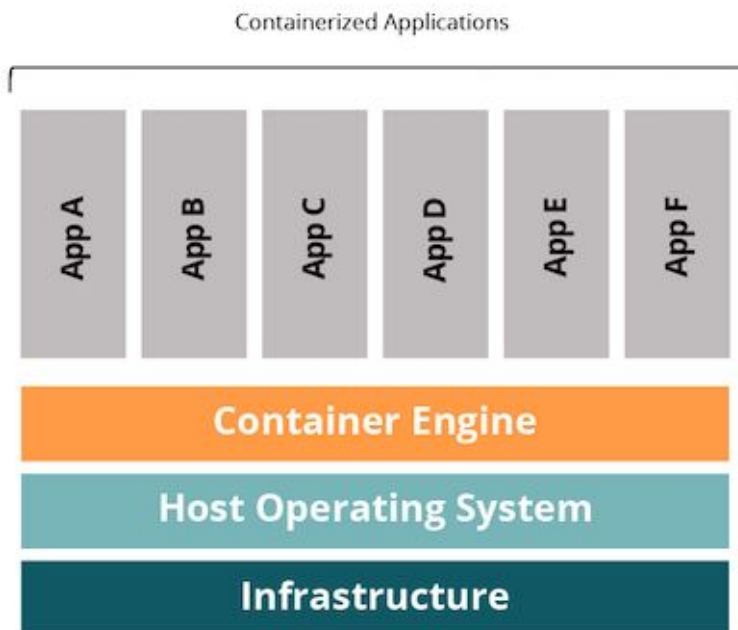 Containerized Applications
App A
App B
App C
App D
App E
App F
Container Engine
Host Operating System
Infrastructure